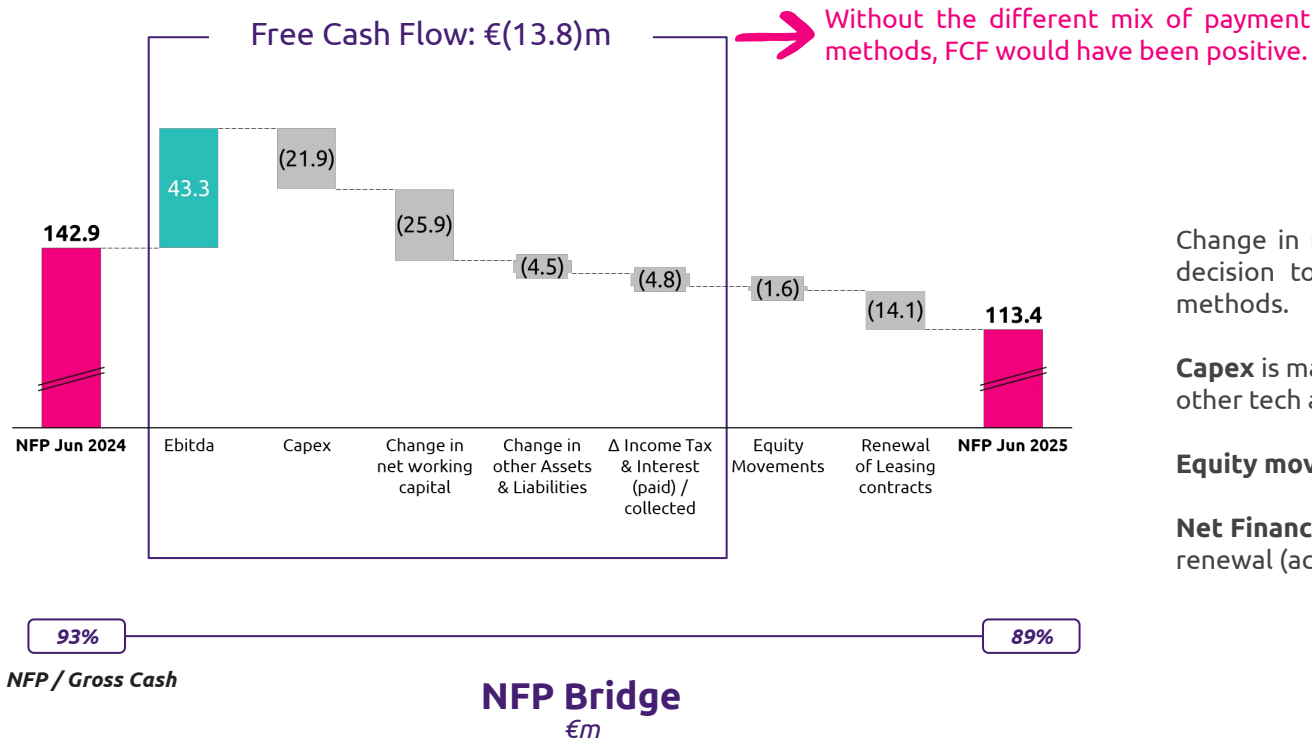 Free Cash Flow: €(13.8)m
Without the different mix of payment
methods, FCF would have been positive.
142.9
43.3
(21.9)
(25.9)
(4.5)
(4.8)
(1.6)
(14.1)
113.4
NFP Jun 2024
Ebitda
Capex
Change in
net working
capital
Change in
other Assets
& Liabilities
Δ Income Tax
& Interest
(paid) /
collected
Equity
Movements
Renewal
of Leasing
contracts
NFP Jun 2025
Change in
decision to
methods.
Capex is
other tech
Equity
Net
renewal
93%
89%
NFP / Gross Cash
NFP Bridge
€m